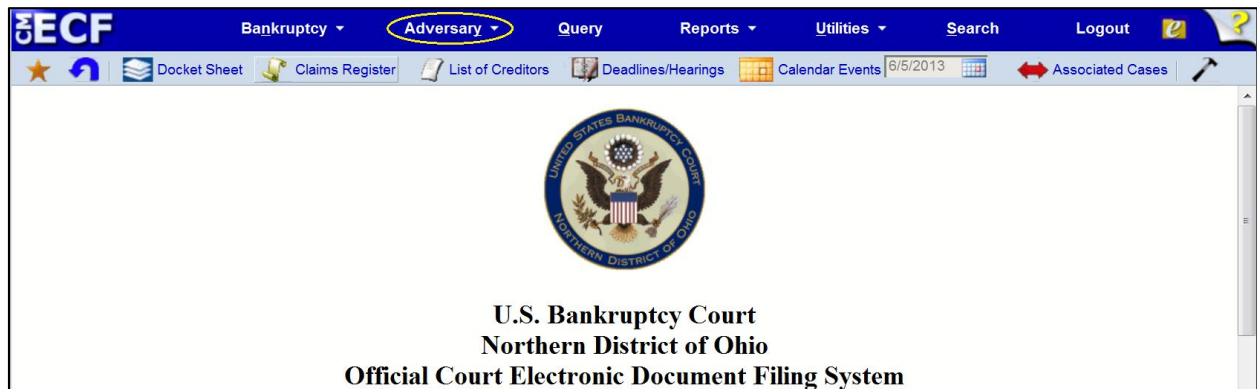 CM ECF Bankruptcy Adversary Query Reports Utilities Search Logout e ?
Docket Sheet Claims Register List of Creditors Deadlines/Hearings Calendar Events 6/5/2013 Associated Cases
UNITED STATES BANKRUPTCY COURT
NORTHERN DISTRICT OF OHIO
U.S. Bankruptcy Court
Northern District of Ohio
Official Court Electronic Document Filing System